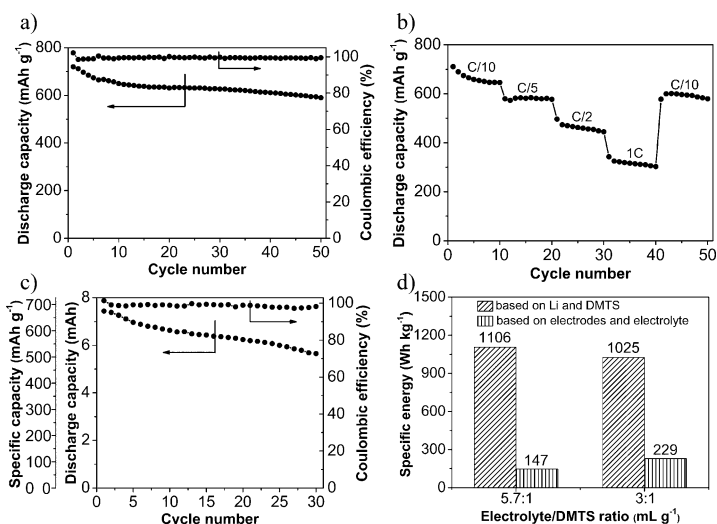 a)
800
600
400
200
0
Discharge capacity (mAh g⁻¹)
0 10 20 30 40 50
Cycle number
100
80
60
40
20
0
Coulombic efficiency (%)
b)
800
600
400
200
0
Discharge capacity (mAh g⁻¹)
C/10
C/5
C/2
1C
C/10
0 10 20 30 40 50
Cycle number
c)
700
600
500
400
300
200
100
0
Specific capacity (mAh g⁻¹)
8
6
4
2
0
Discharge capacity (mAh)
0 5 10 15 20 25 30
Cycle number
100
80
60
40
20
0
Coulombic efficiency (%)
d)
1500
1200
900
600
300
0
Specific energy (Wh kg⁻¹)
based on Li and DMTS
based on electrodes and electrolyte
1106
1025
147
229
5.7:1 3:1
Electrolyte/DMTS ratio (mL g⁻¹)